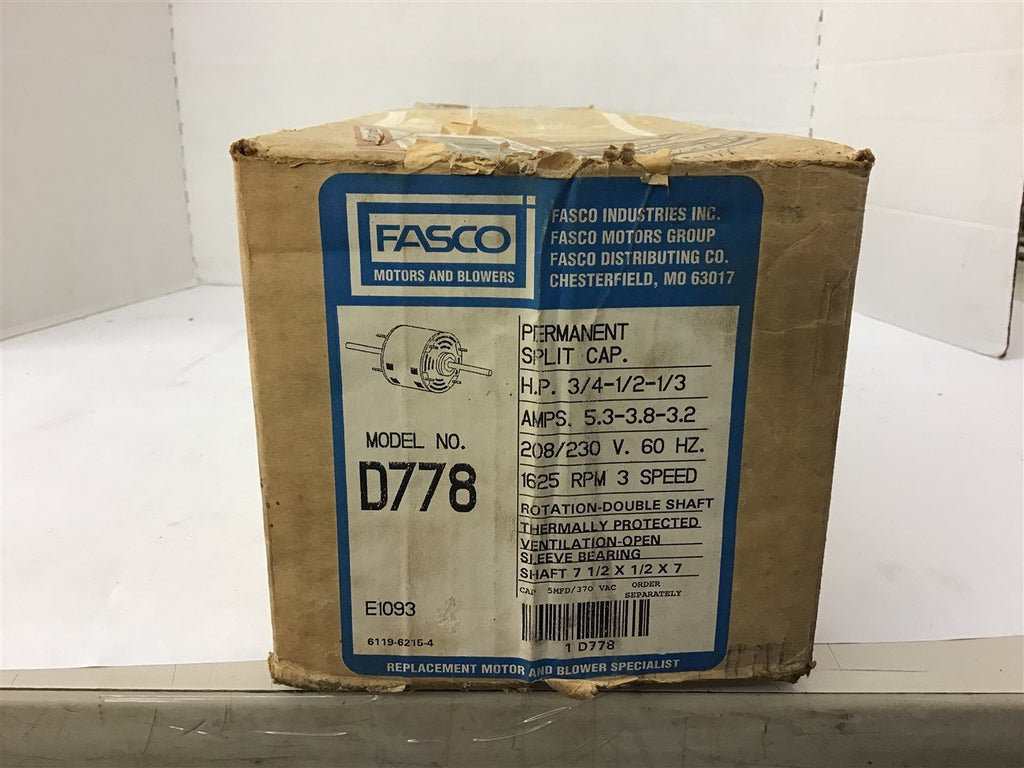 FASCO
MOTORS AND BLOWERS
FASCO INDUSTRIES INC.
FASCO MOTORS GROUP
FASCO DISTRIBUTING CO.
CHESTERFIELD, MO 63017
MODEL NO.
D778
E1093
6119-6215-4
PERMANENT
SPLIT CAP.
H.P. 3/4-1/2-1/3
AMPS. 5.3-3.8-3.2
208/230 V. 60 HZ.
1625 RPM 3 SPEED
ROTATION-DOUBLE SHAFT
THERMALLY PROTECTED
VENTILATION-OPEN
SLEEVE BEARING
SHAFT 7 1/2 X 1/2 X 7
CAP 5MFD/370 VAC ORDER
SEPARATELY
1 D778
REPLACEMENT MOTOR AND BLOWER SPECIALIST